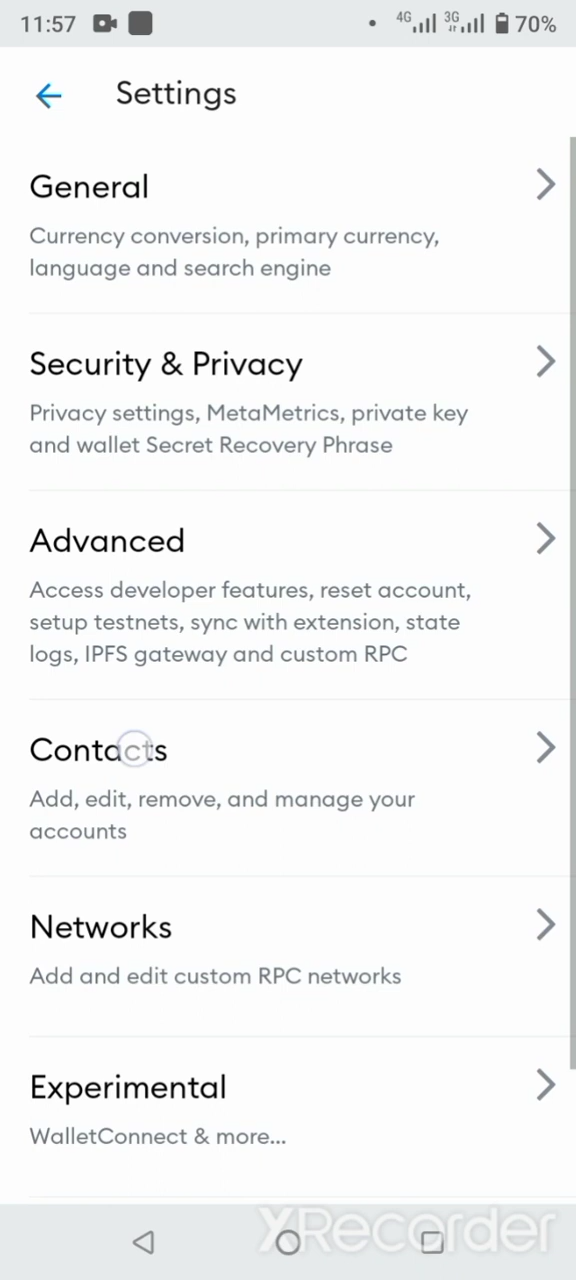 11:57
4G 3G 70%
Settings
General
Currency conversion, primary currency,
language and search engine
Security & Privacy
Privacy settings, MetaMetrics, private key
and wallet Secret Recovery Phrase
Advanced
Access developer features, reset account,
setup testnets, sync with extension, state
logs, IPFS gateway and custom RPC
Contacts
Add, edit, remove, and manage your
accounts
Networks
Add and edit custom RPC networks
Experimental
WalletConnect & more...
XRecorder